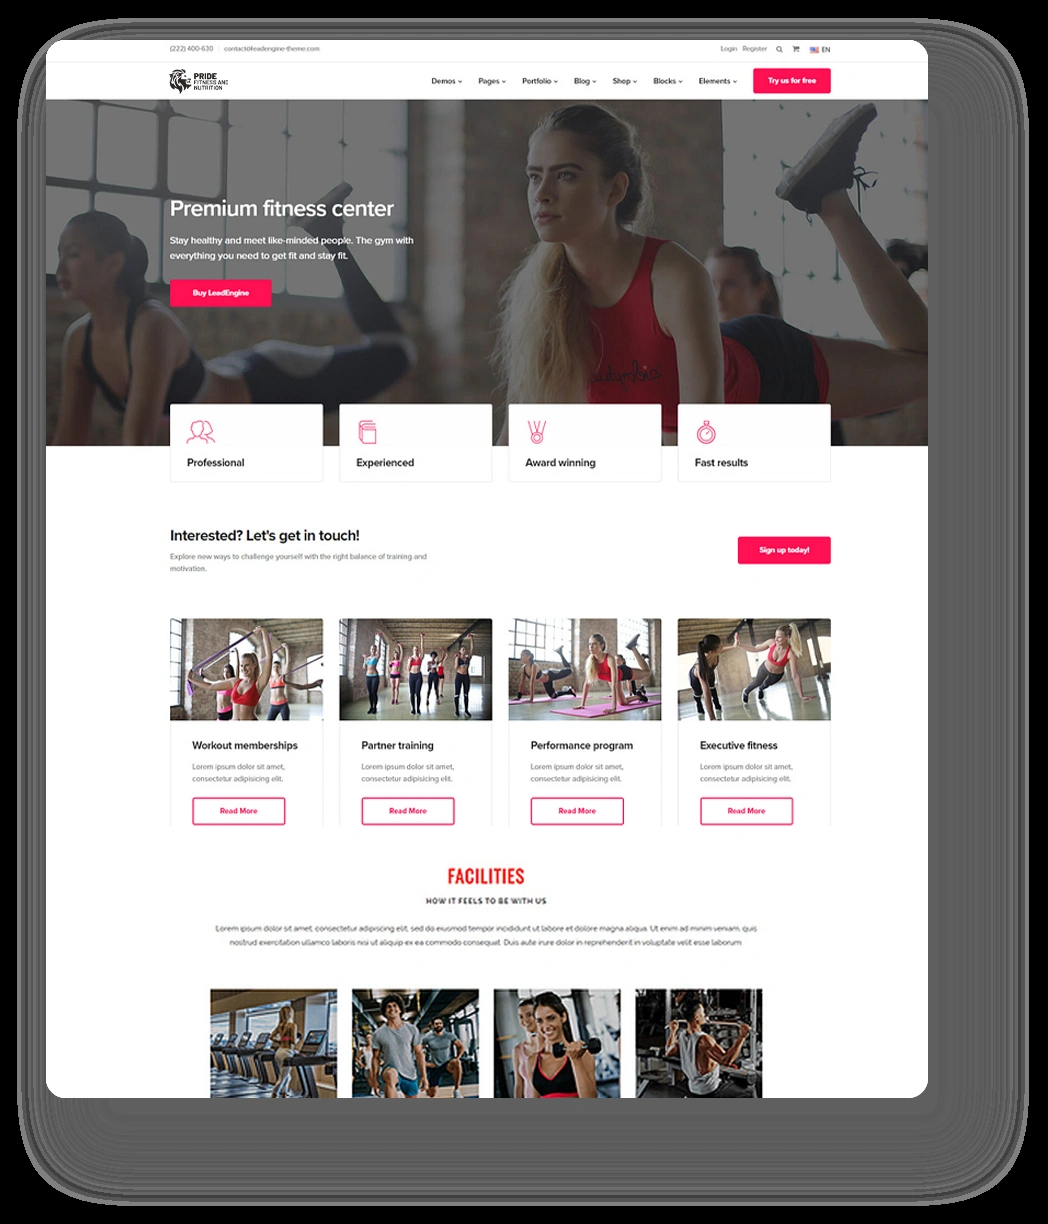 (222) 400-630 contact@leadengine-theme.com
Login Register EN
PRIDE
FITNESS AND
NUTRITION
Demos Pages Portfolio Blog Shop Blocks Elements Try us for free
Premium fitness center
Stay healthy and meet like-minded people. The gym with
everything you need to get fit and stay fit.
Buy LeadEngine
Professional Experienced Award winning Fast results
Interested? Let's get in touch!
Explore new ways to challenge yourself with the right balance of training and
motivation.
Sign up today!
Workout memberships Partner training Performance program Executive fitness
Lorem ipsum dolor sit amet, Lorem ipsum dolor sit amet, Lorem ipsum dolor sit amet, Lorem ipsum dolor sit amet,
consectetur adipisicing elit. consectetur adipisicing elit. consectetur adipisicing elit. consectetur adipisicing elit.
Read More Read More Read More Read More
FACILITIES
HOW IT FEELS TO BE WITH US
Lorem ipsum dolor sit amet, consectetur adipiscing elit, sed do eiusmod tempor incididunt ut labore et dolore magna aliqua. Ut enim ad minim veniam, quis
nostrud exercitation ullamco laboris nisi ut aliquip ex ea commodo consequat. Duis aute irure dolor in reprehenderit in voluptate velit esse laborum